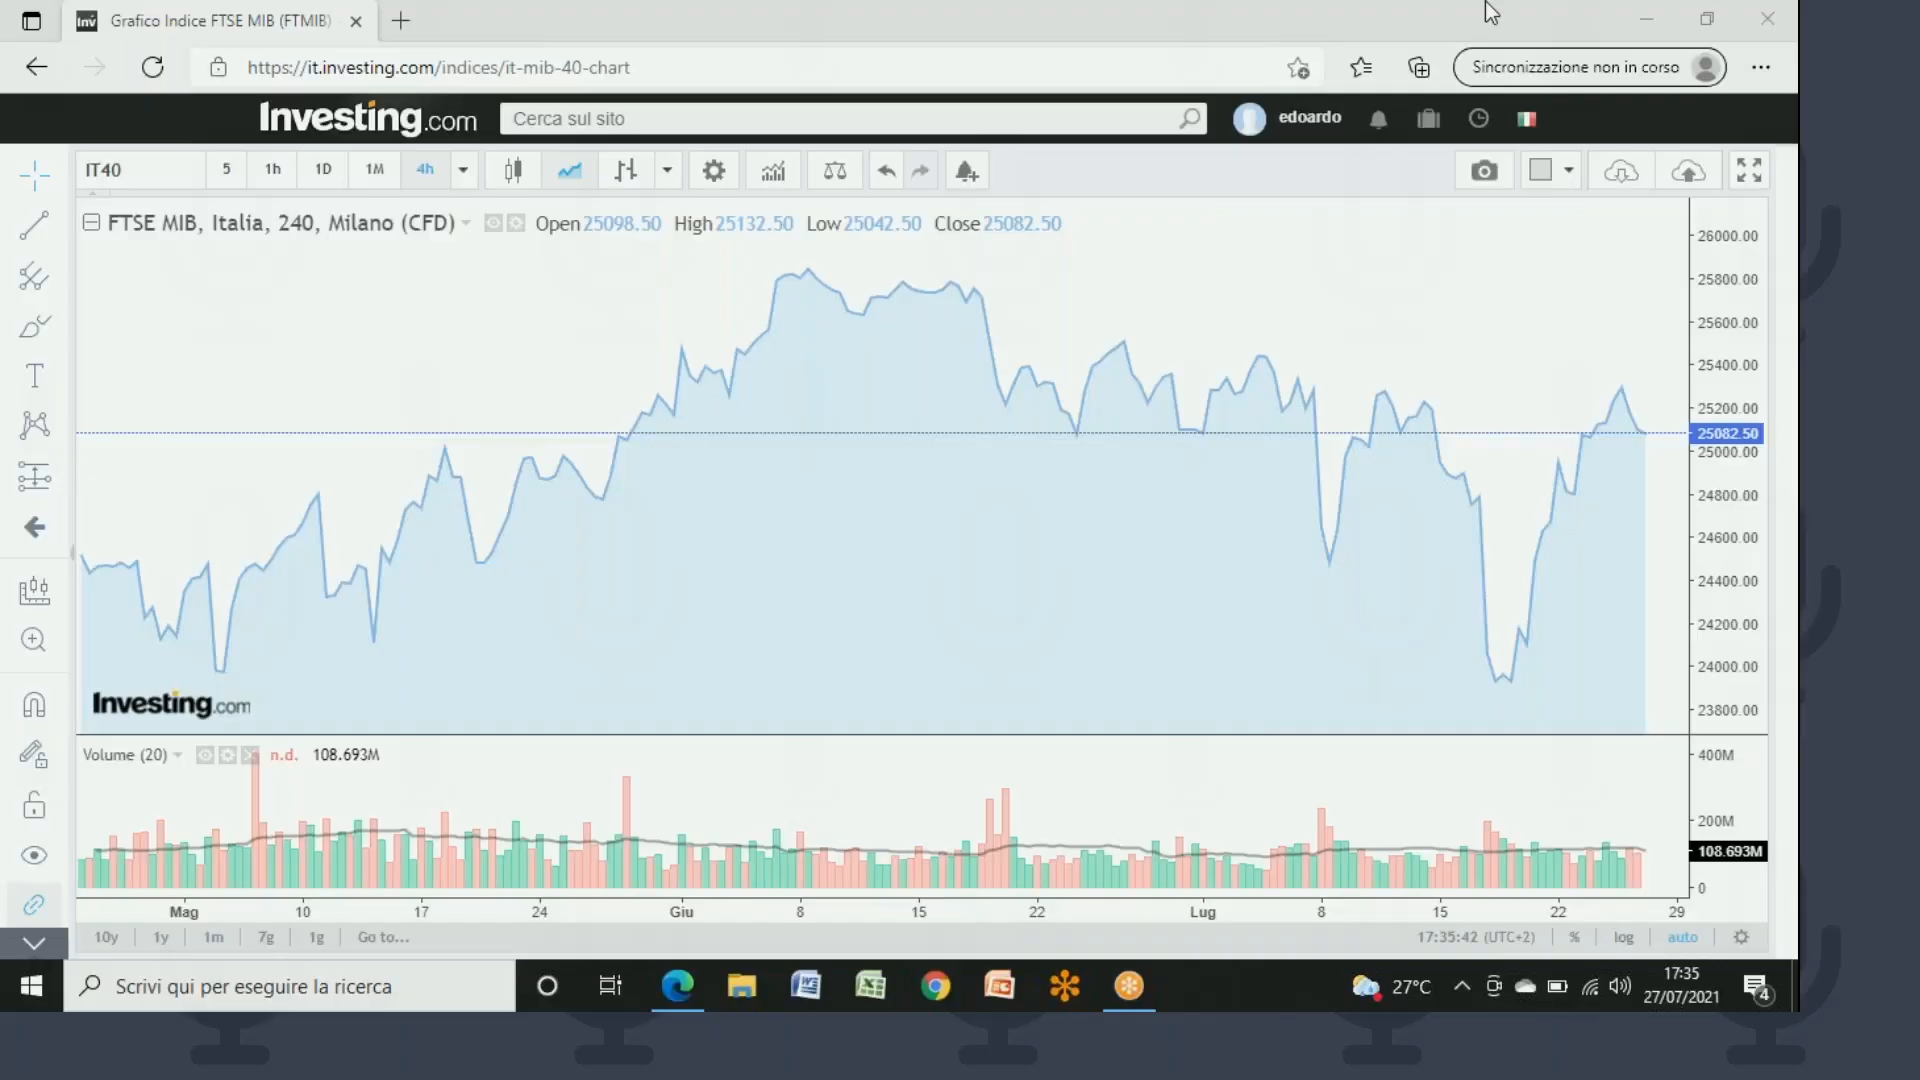 Grafico Indice FTSE MIB (FTMIB)
https://it.investing.com/indices/it-mib-40-chart
Sincronizzazione non in corso
Investing.com
Cerca sul sito
edoardo
IT40 5 1h 1D 1M 4h
FTSE MIB, Italia, 240, Milano (CFD) Open 25098.50 High 25132.50 Low 25042.50 Close 25082.50
26000.00
25800.00
25600.00
25400.00
25200.00
25082.50
25000.00
24800.00
24600.00
24400.00
24200.00
24000.00
23800.00
Investing.com
Volume (20) n.d. 108.693M
400M
200M
108.693M
0
Mag 10 17 24 Giu 8 15 22 Lug 8 15 22 29
10y 1y 1m 7g 1g Go to... 17:35:42 (UTC+2) % log auto
Scrivi qui per eseguire la ricerca
27°C
17:35
27/07/2021
4